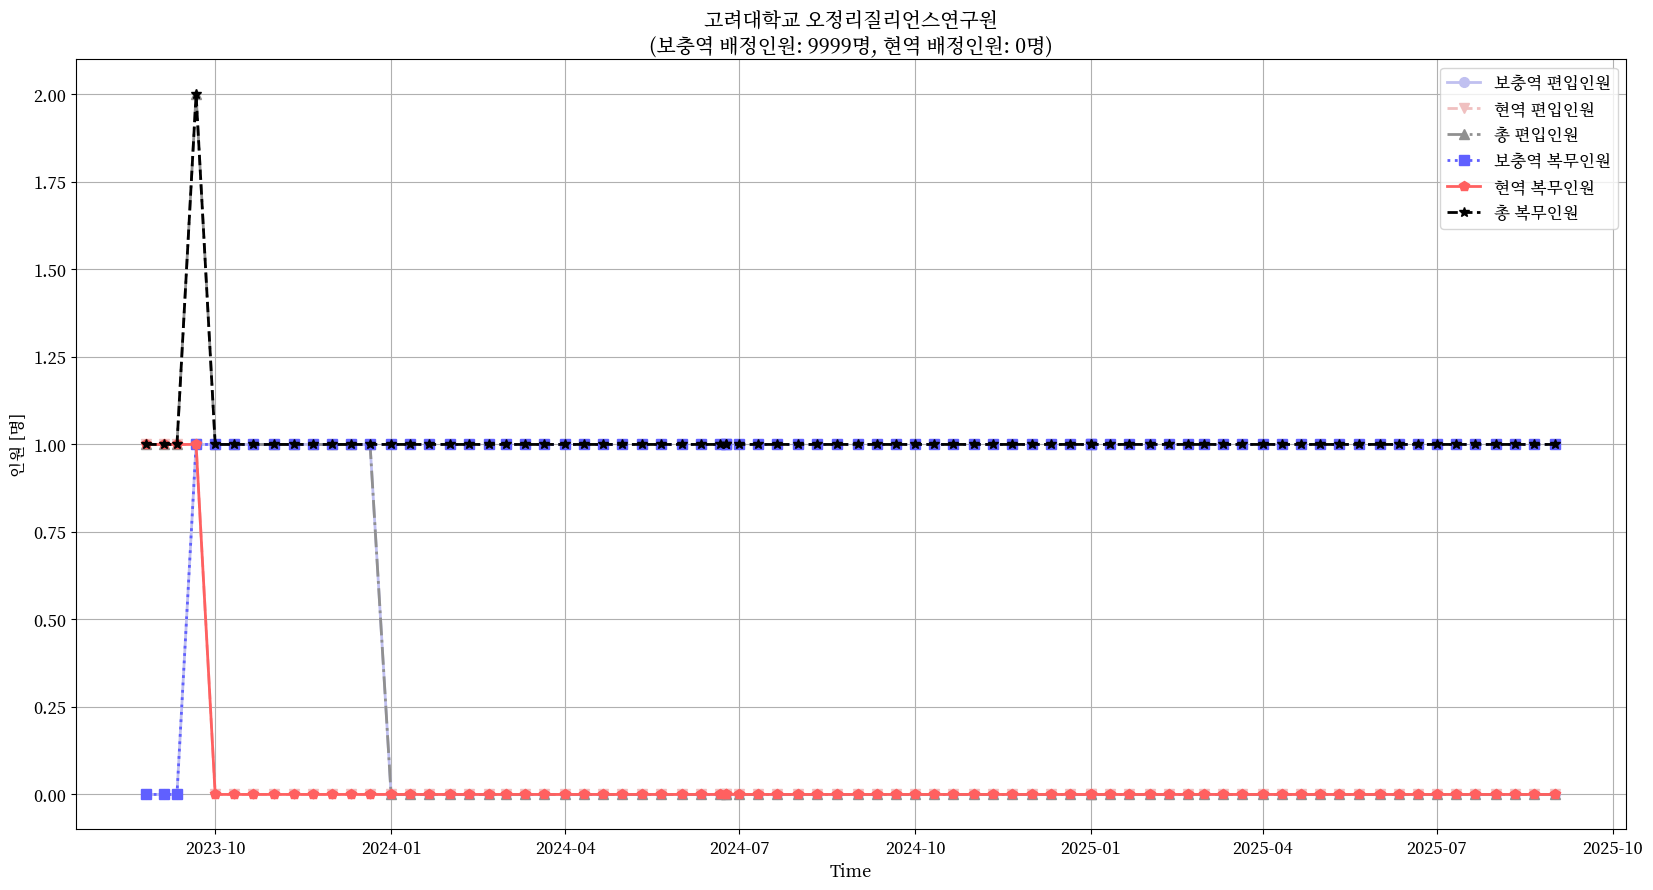 고려대학교 오정리질리언스연구원
(보충역 배정인원: 9999명, 현역 배정인원: 0명)
보충역 편입인원
현역 편입인원
총 편입인원
보충역 복무인원
현역 복무인원
총 복무인원
2.00
1.75
1.50
1.25
1.00
0.75
0.50
0.25
0.00
인원 [명]
2023-10
2024-01
2024-04
2024-07
2024-10
2025-01
2025-04
2025-07
2025-10
Time